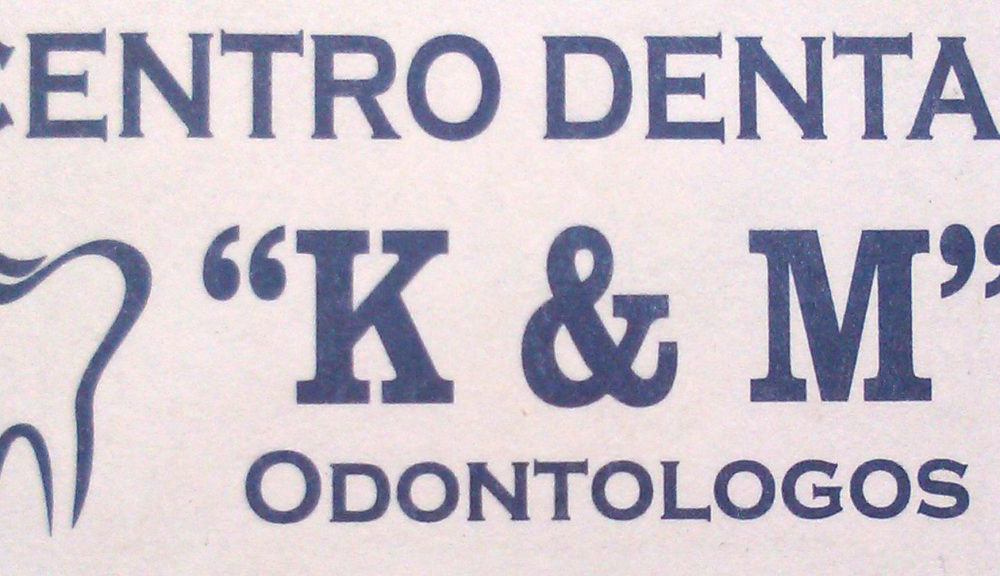 CENTRO DENTA
“K & M”
ODONTOLOGOS